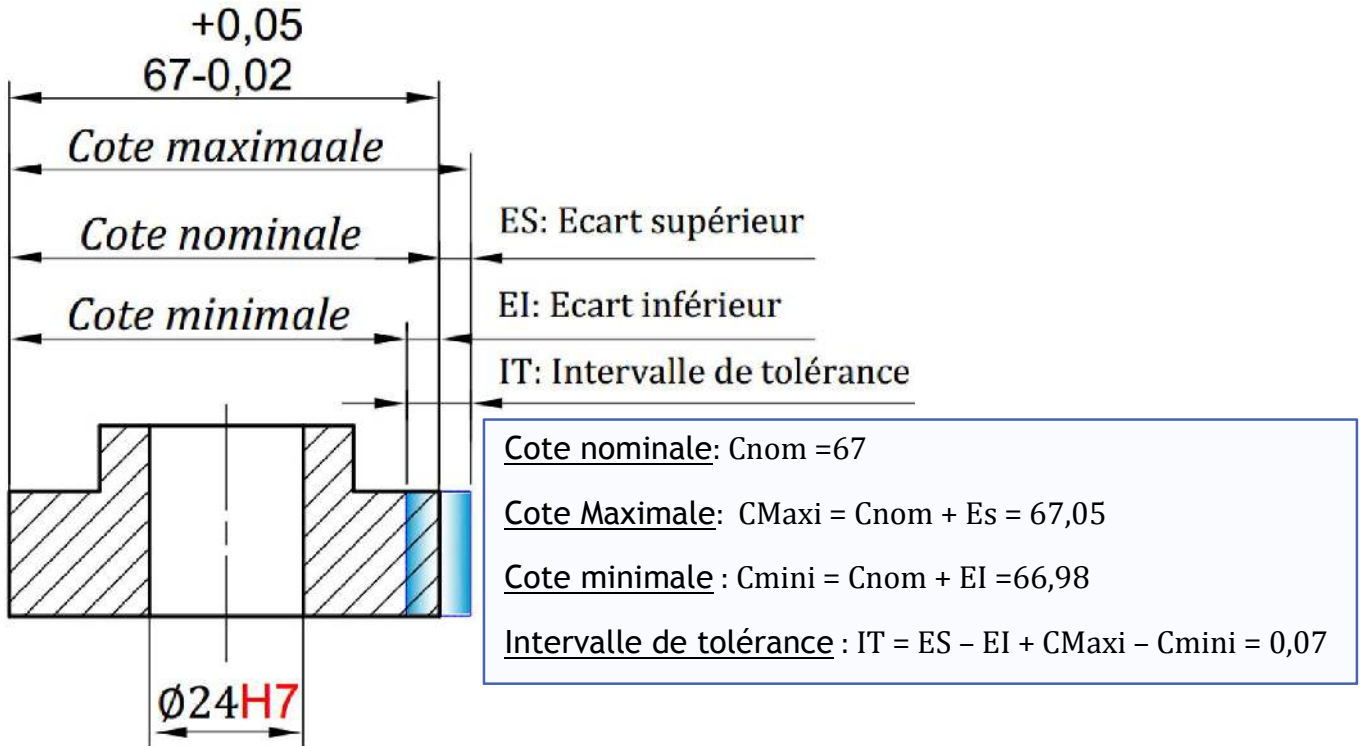 +0,05
67-0,02
Cote maximaale
Cote nominale
ES: Ecart supérieur
Cote minimale
EI: Ecart inférieur
IT: Intervalle de tolérance
Cote nominale: Cnom =67
Cote Maximale: CMaxi = Cnom + Es = 67,05
Cote minimale : Cmini = Cnom + EI =66,98
Intervalle de tolérance : IT = ES – EI + CMaxi – Cmini = 0,07
Ø24H7